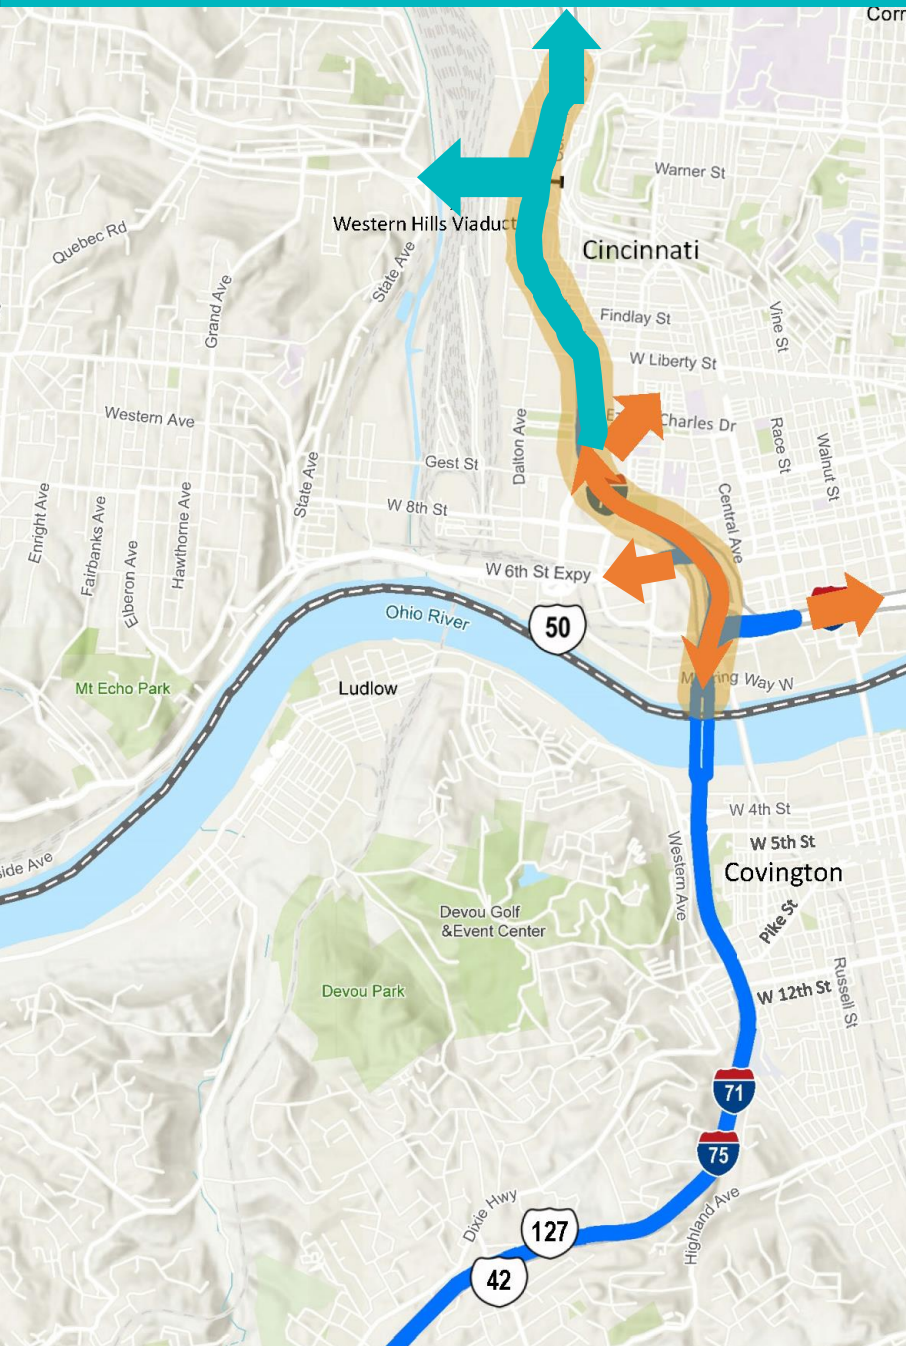 Corr
Warner St
Western Hills Viaduct
Quebec Rd
Cincinnati
State Ave
Grand Ave
Findlay St
Vine St
W Liberty St
Western Ave
Charles Dr
Dalton Ave
Race St
Walnut St
Gest St
State Ave
Central Ave
W 8th St
Enright Ave
Fairbanks Ave
Hawthorne Ave
Elberon Ave
W 6th St Expy
Ohio River
50
Mt Echo Park
Ludlow
ring Way W
W 4th St
W 5th St
side Ave
Western Ave
Covington
Devou Golf
&Event Center
Pike St
Devou Park
W 12th St
Russell St
71
75
Dixie Hwy
Highland Ave
127
42